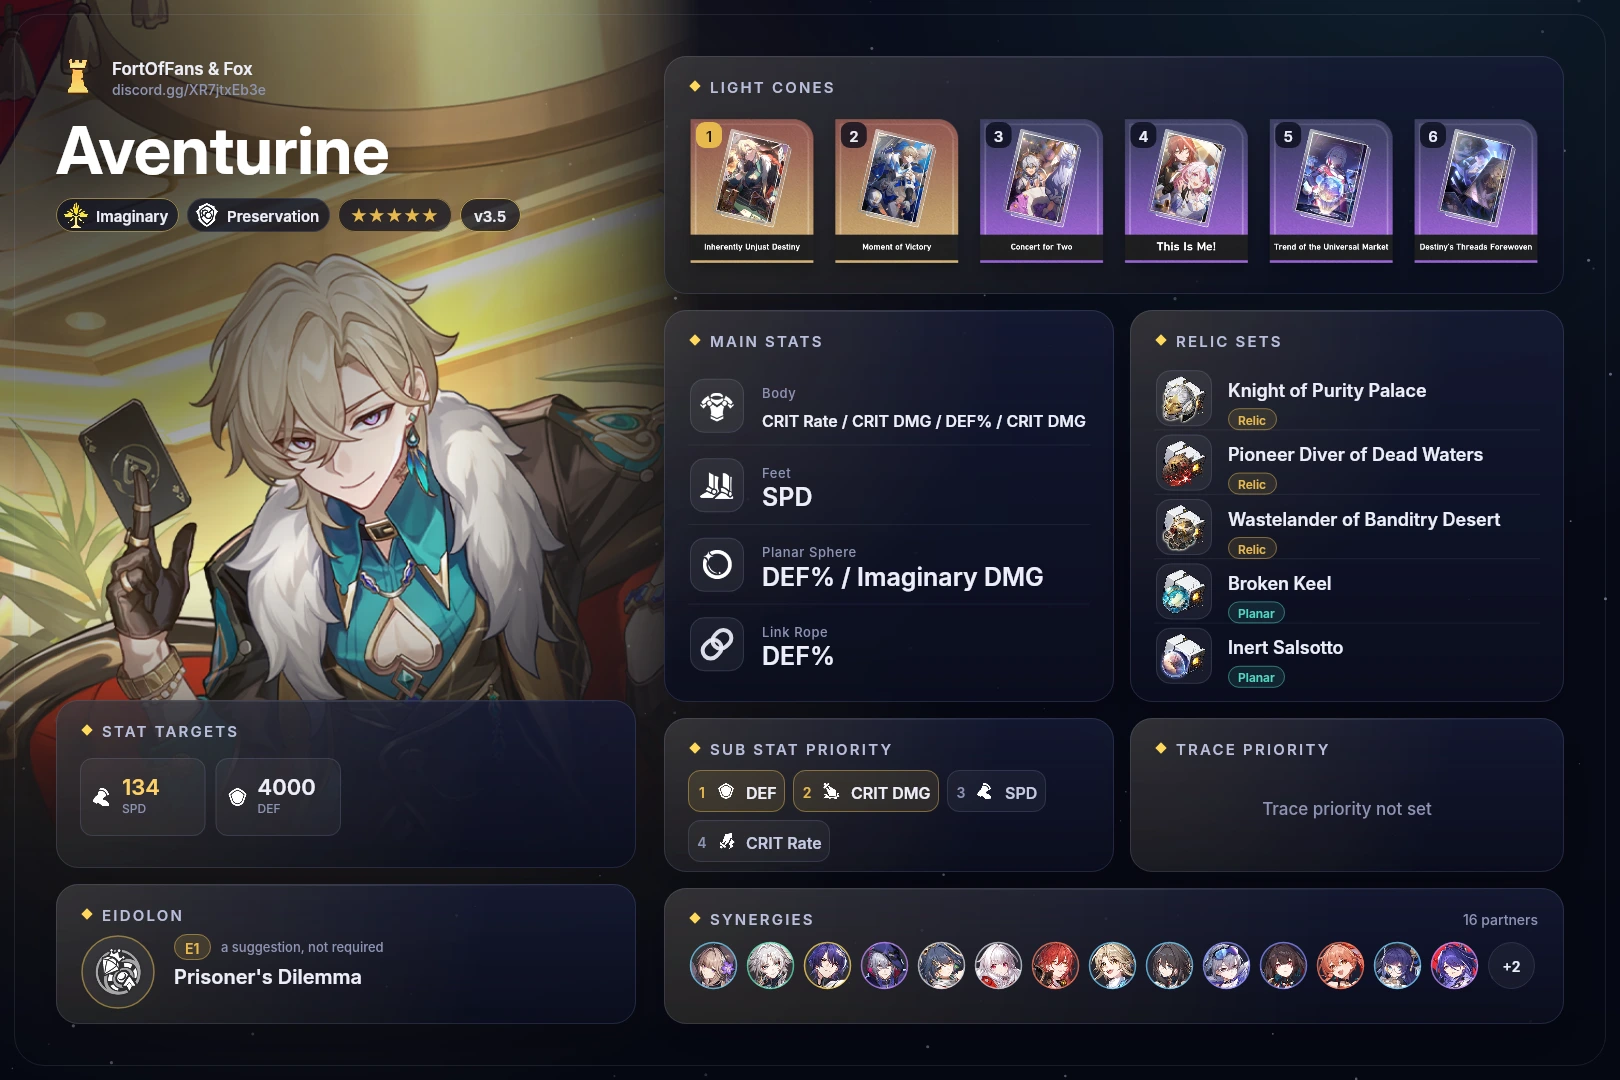 FortOfFans & Fox
discord.gg/XR7jtxEb3e
Aventurine
Imaginary
Preservation
v3.5
STAT TARGETS
134
SPD
4000
DEF
EIDOLON
E1 a suggestion, not required
Prisoner's Dilemma
LIGHT CONES
1
2
3
4
5
6
Inherently Unjust Destiny
Moment of Victory
Concert for Two
This Is Me!
Trend of the Universal Market
Destiny's Threads Forewoven
MAIN STATS
Body
CRIT Rate / CRIT DMG / DEF% / CRIT DMG
Feet
SPD
Planar Sphere
DEF% / Imaginary DMG
Link Rope
DEF%
RELIC SETS
Knight of Purity Palace
Relic
Pioneer Diver of Dead Waters
Relic
Wastelander of Banditry Desert
Relic
Broken Keel
Planar
Inert Salsotto
Planar
SUB STAT PRIORITY
1 DEF
2 CRIT DMG
3 SPD
4 CRIT Rate
TRACE PRIORITY
Trace priority not set
SYNERGIES
16 partners
+2